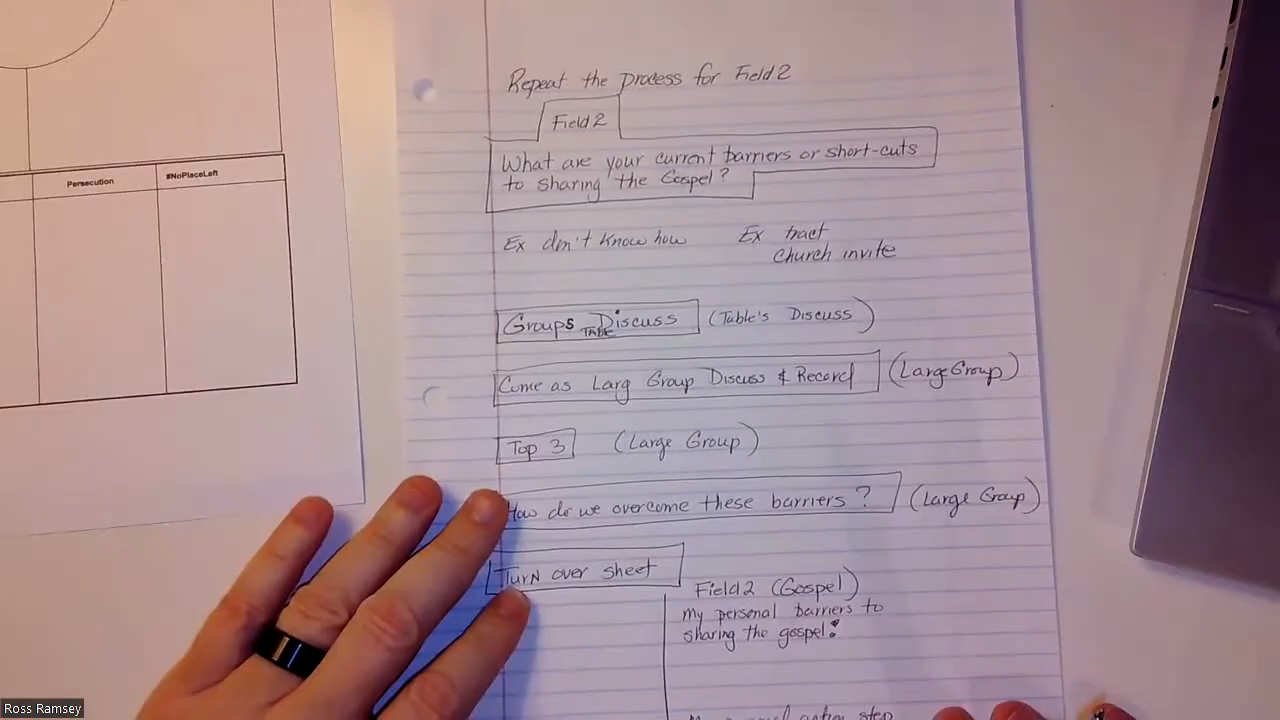 Persecution
#NoPlaceLeft
Repeat the process for Field 2
Field 2
What are your current barriers or short-cuts
to sharing the Gospel?
Ex don't know how
Ex tract
church invite
Groups TABLE Discuss (Table's Discuss)
Come as Larg Group Discuss & Record (Large Group)
Top 3 (Large Group)
How do we overcome these barriers? (Large Group)
Turn over sheet
Field 2 (Gospel)
My personal barriers to
sharing the gospel:
action step
Ross Ramsey